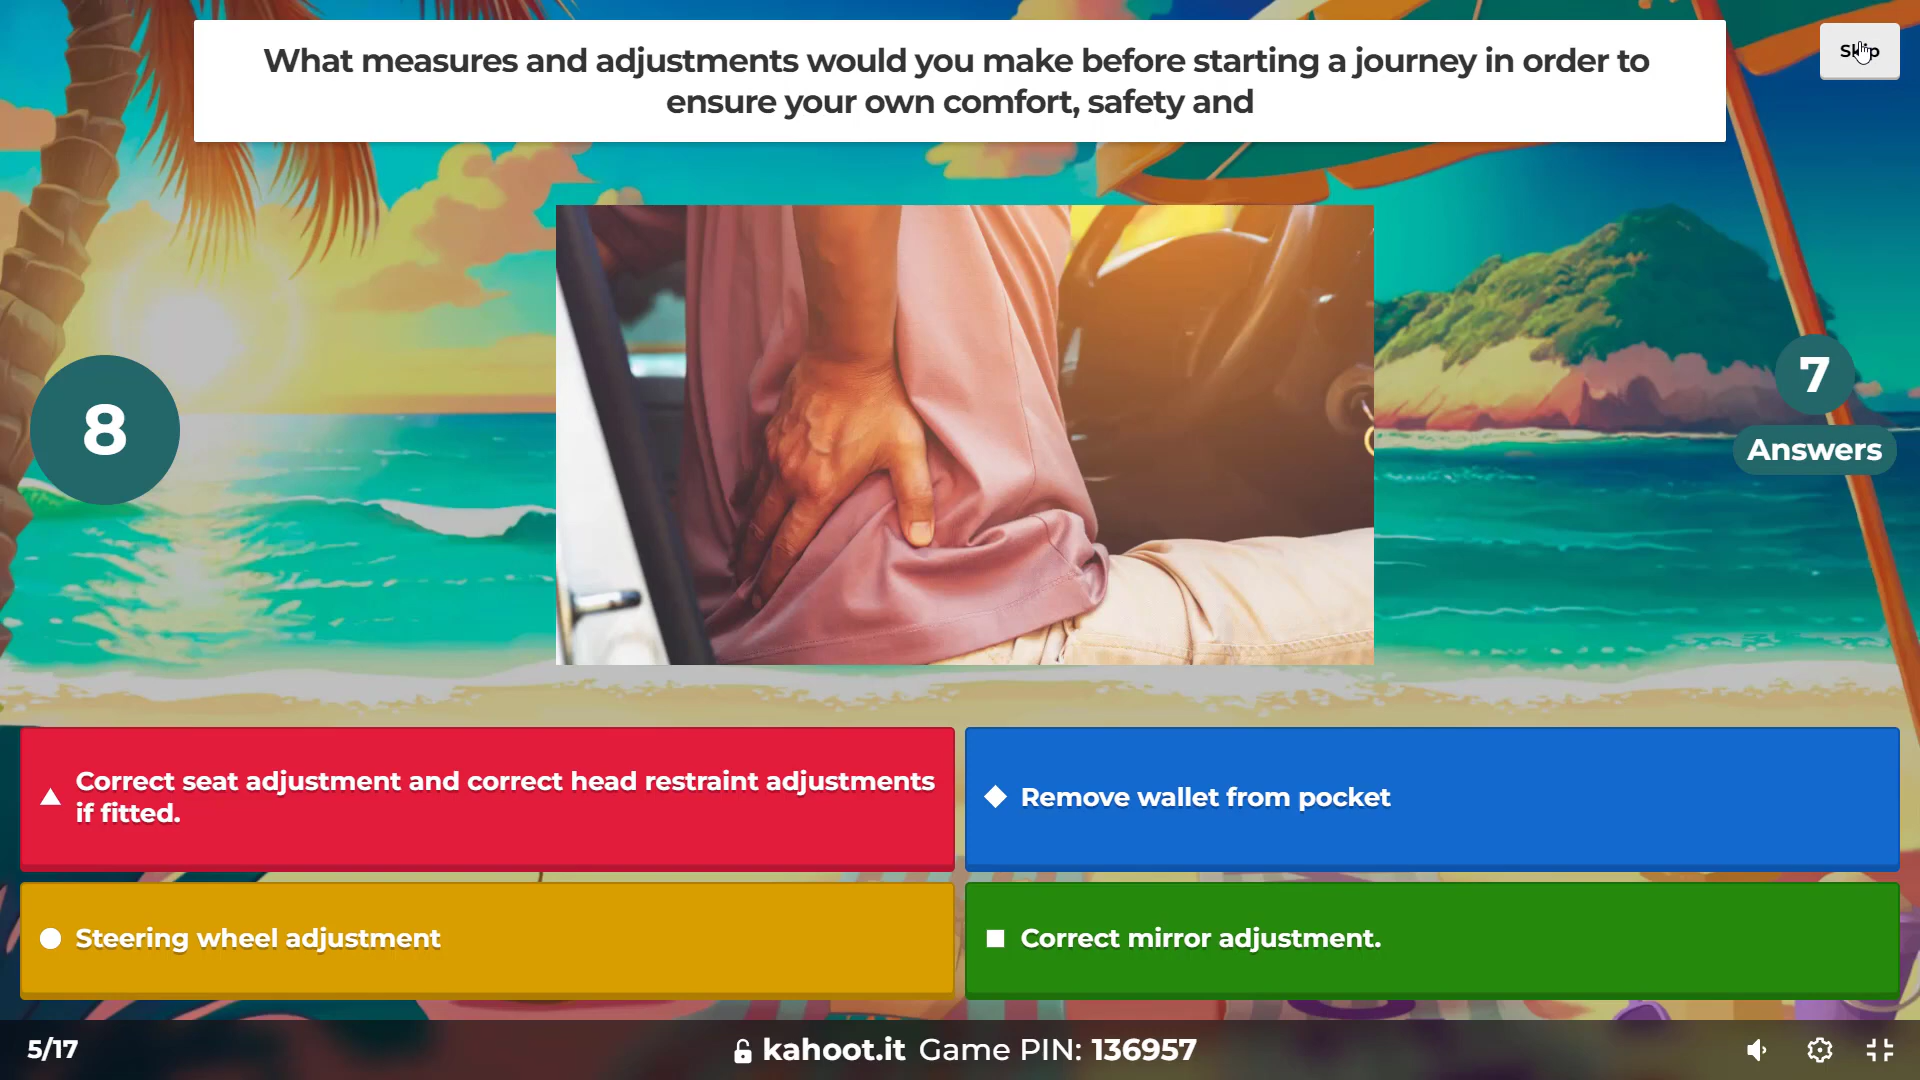 What measures and adjustments would you make before starting a journey in order to
ensure your own comfort, safety and
Skip
8
7
Answers
Correct seat adjustment and correct head restraint adjustments
if fitted.
Remove wallet from pocket
Steering wheel adjustment
Correct mirror adjustment.
5/17
kahoot.it Game PIN: 136957